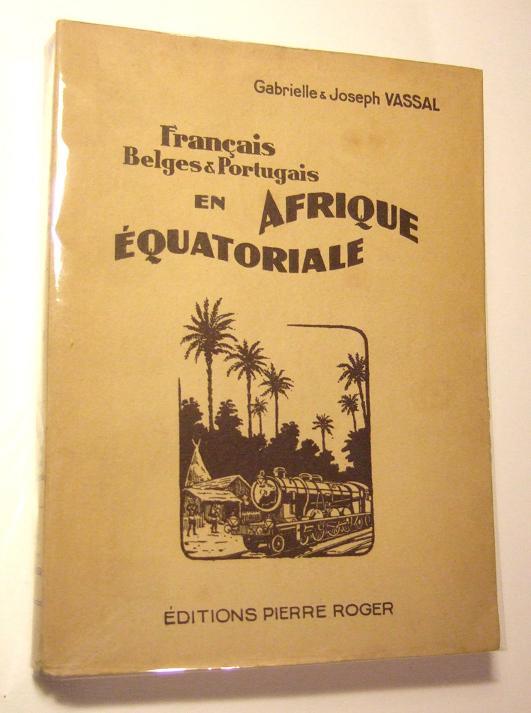 Gabrielle & Joseph VASSAL
Français
Belges & Portugais
EN AFRIQUE
ÉQUATORIALE
ÉDITIONS PIERRE ROGER